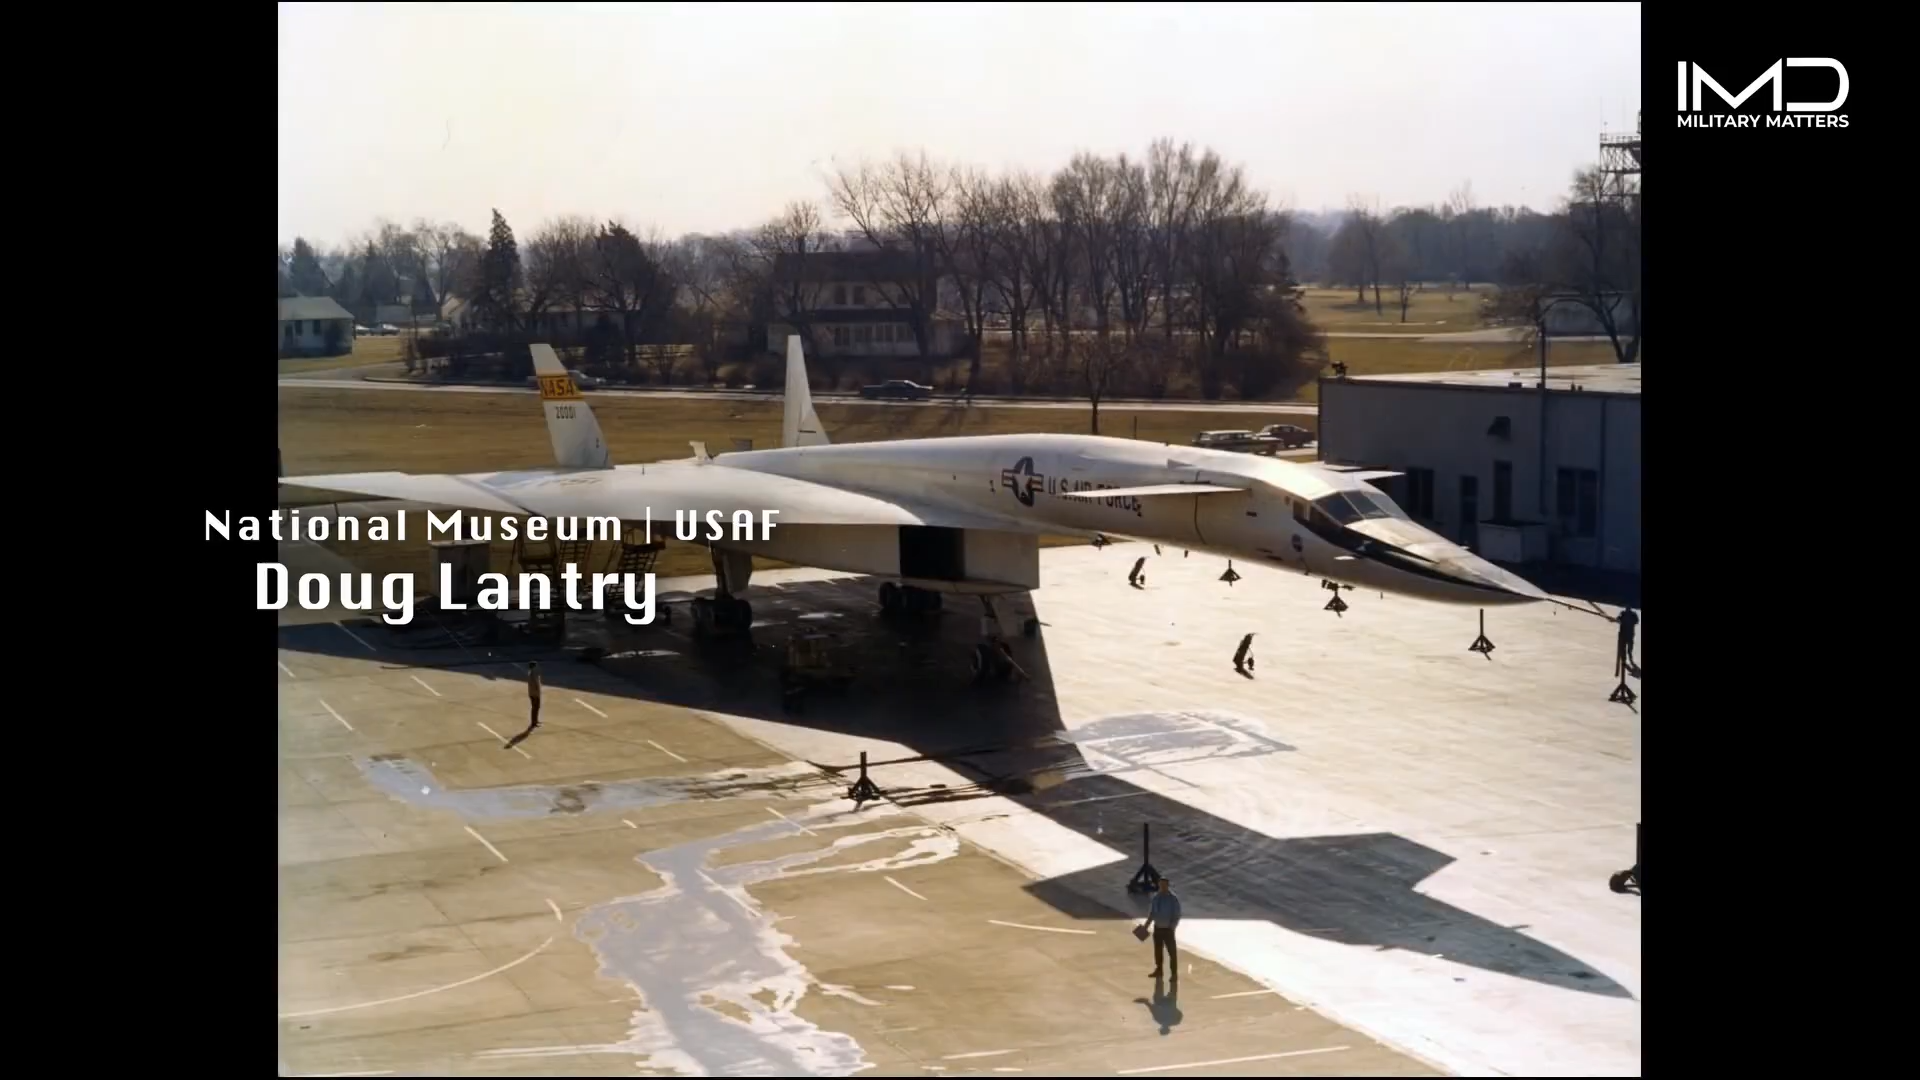 IMD
MILITARY MATTERS
NASA
20001
U.S. AIR FORCE
National Museum | USAF
Doug Lantry